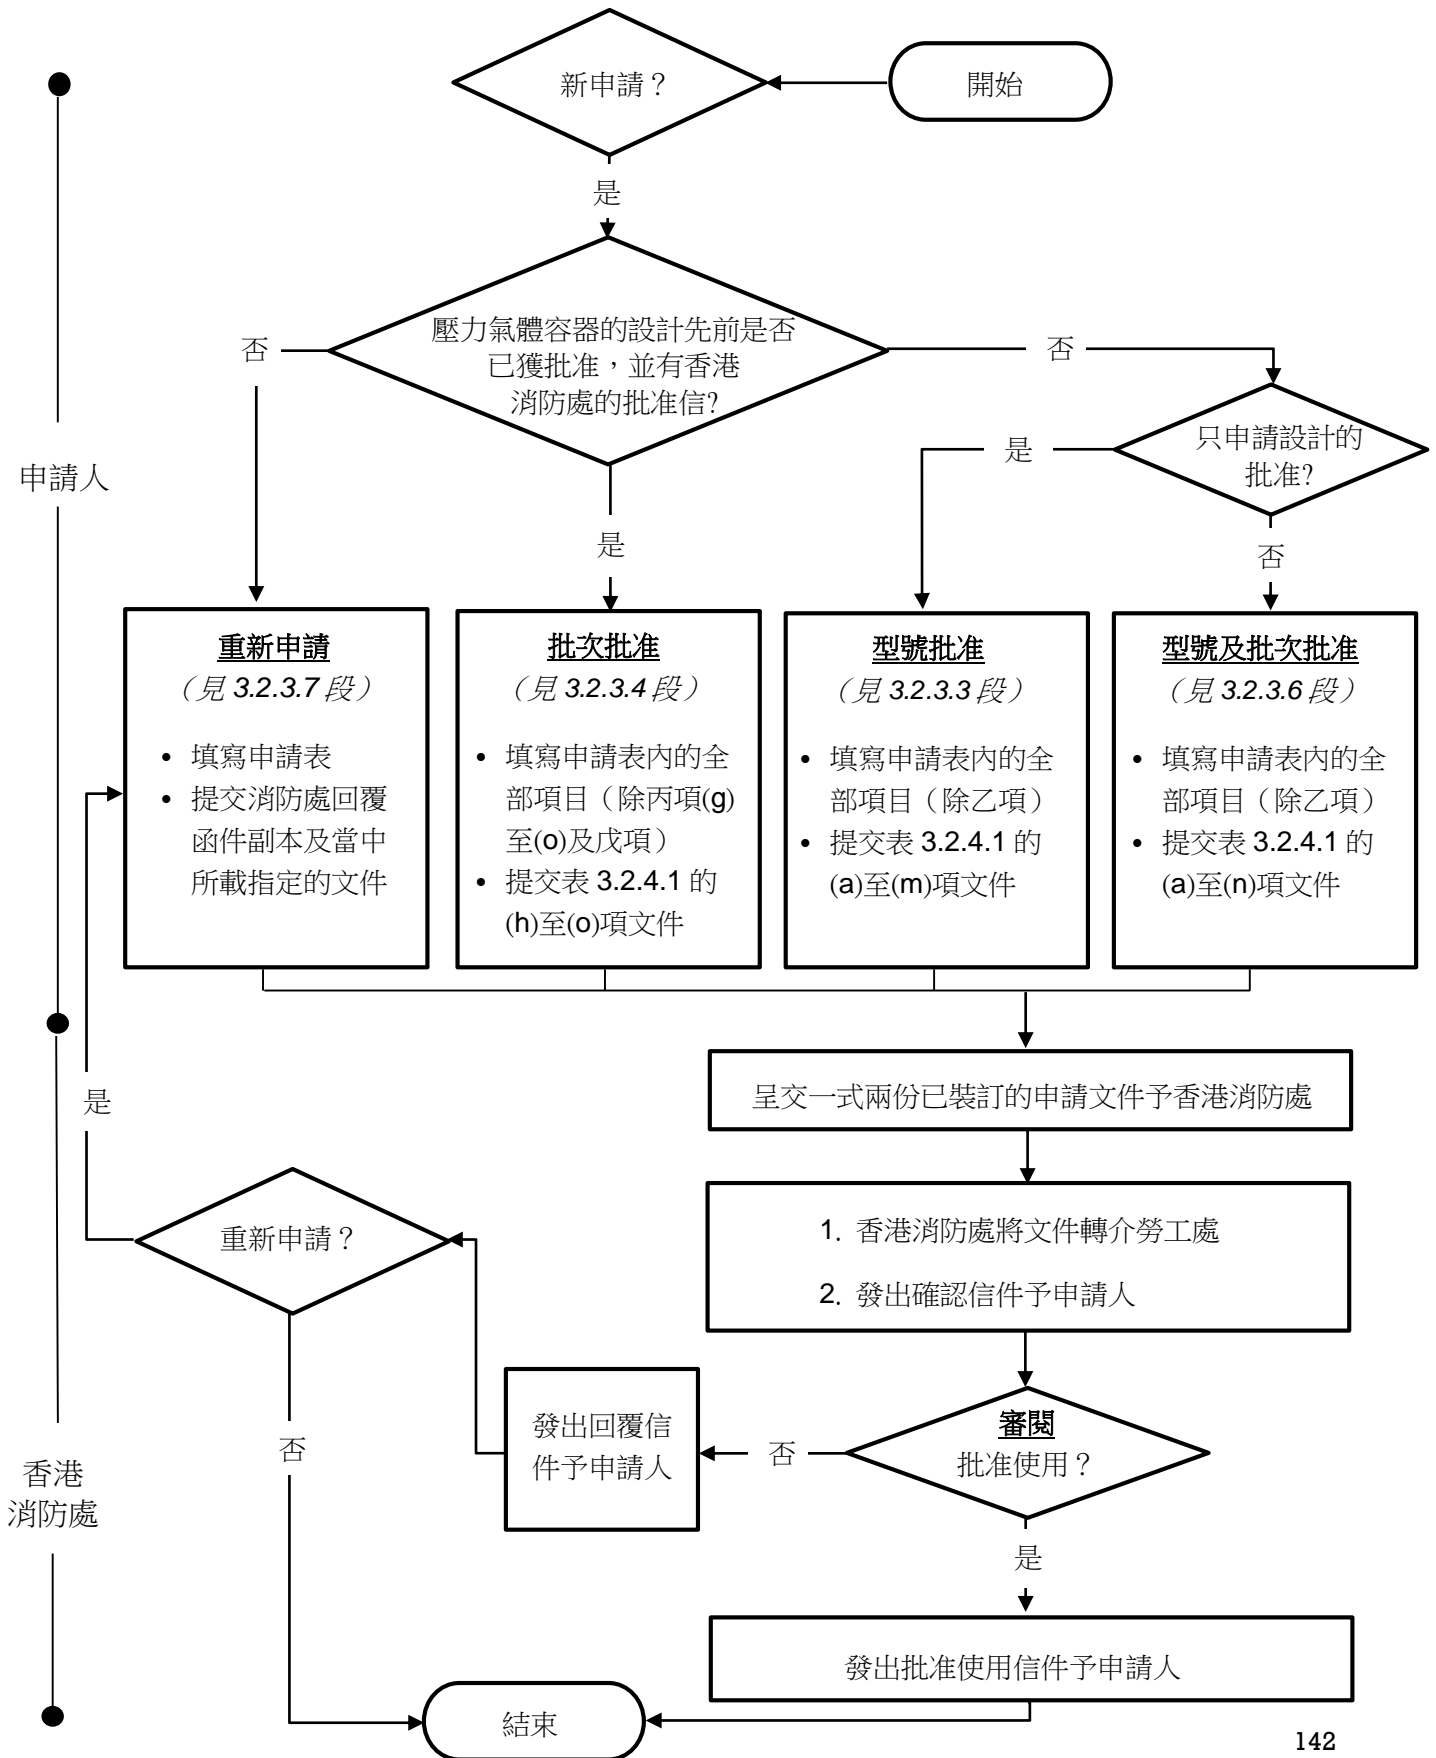 新申請？
開始
是
壓力氣體容器的設計先前是否
已獲批准，並有香港
消防處的批准信?
否
否
是
只申請設計的
批准?
是
否
申請人
重新申請
（見 3.2.3.7 段）
• 填寫申請表
• 提交消防處回覆
函件副本及當中
所載指定的文件
批次批准
（見 3.2.3.4 段）
• 填寫申請表內的全
部項目（除丙項(g)
至(o)及戊項）
• 提交表 3.2.4.1 的
(h)至(o)項文件
型號批准
（見 3.2.3.3 段）
• 填寫申請表內的全
部項目（除乙項）
• 提交表 3.2.4.1 的
(a)至(m)項文件
型號及批次批准
（見 3.2.3.6 段）
• 填寫申請表內的全
部項目（除乙項）
• 提交表 3.2.4.1 的
(a)至(n)項文件
呈交一式兩份已裝訂的申請文件予香港消防處
是
1. 香港消防處將文件轉介勞工處
2. 發出確認信件予申請人
重新申請？
發出回覆信
件予申請人
否
審閱
批准使用？
否
是
香港
消防處
發出批准使用信件予申請人
結束
142